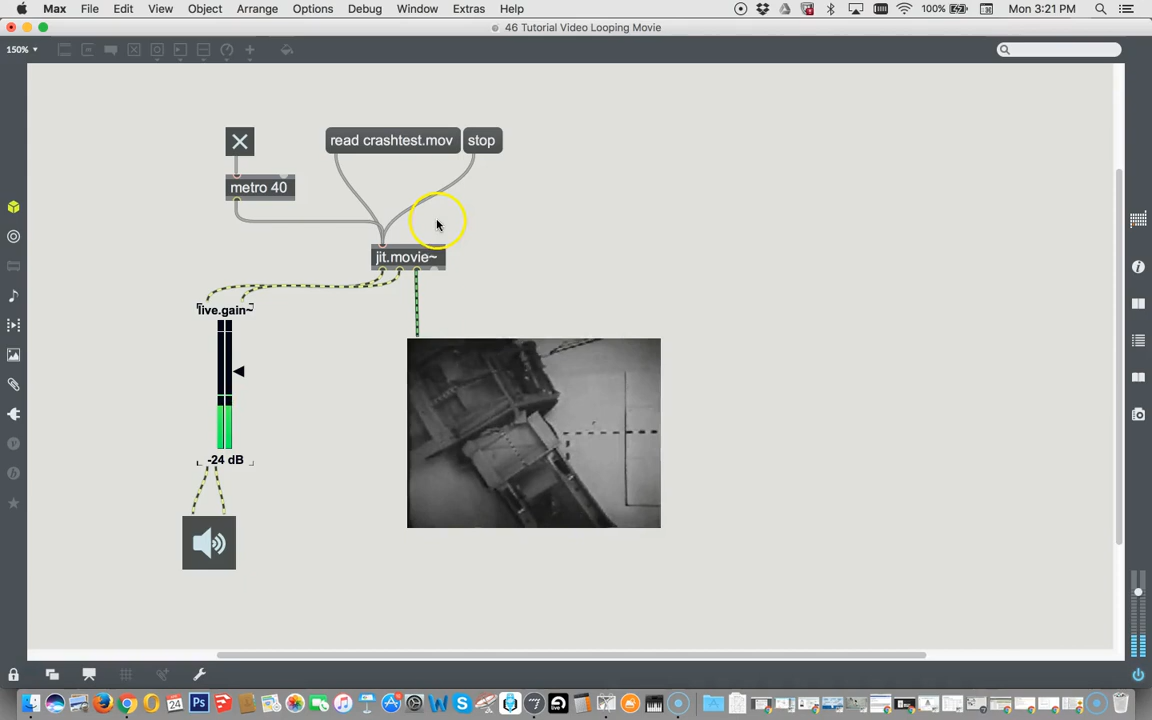 Max File Edit View Object Arrange Options Debug Window Extras Help 100% Mon 3:21 PM
46 Tutorial Video Looping Movie
150%
read crashtest.mov stop
metro 40
jit.movie~
live.gain~
-24 dB